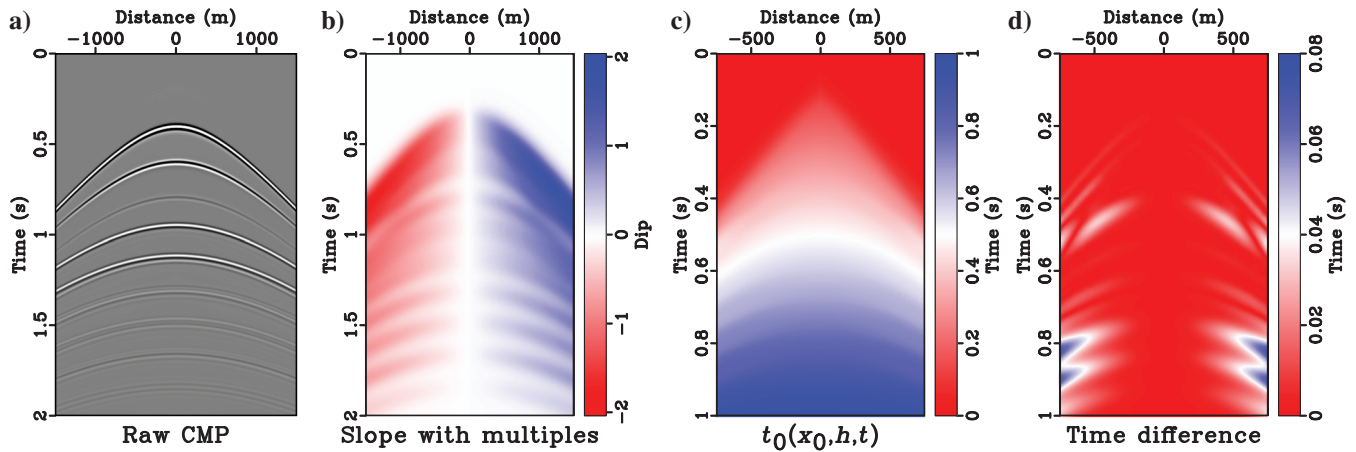 a)
Distance (m)
−1000 0 1000
0
0.5
1
1.5
2
Time (s)
Raw CMP
b)
Distance (m)
−1000 0 1000
0
0.5
1
1.5
2
Time (s)
2
1
0
−1
−2
Dip
Slope with multiples
c)
Distance (m)
−500 0 500
0
0.2
0.4
0.6
0.8
1
Time (s)
1
0.8
0.6
0.4
0.2
0
Time (s)
t0(x0,h,t)
d)
Distance (m)
−500 0 500
0
0.2
0.4
0.6
0.8
1
Time (s)
0.08
0.06
0.04
0.02
0
Time (s)
Time difference